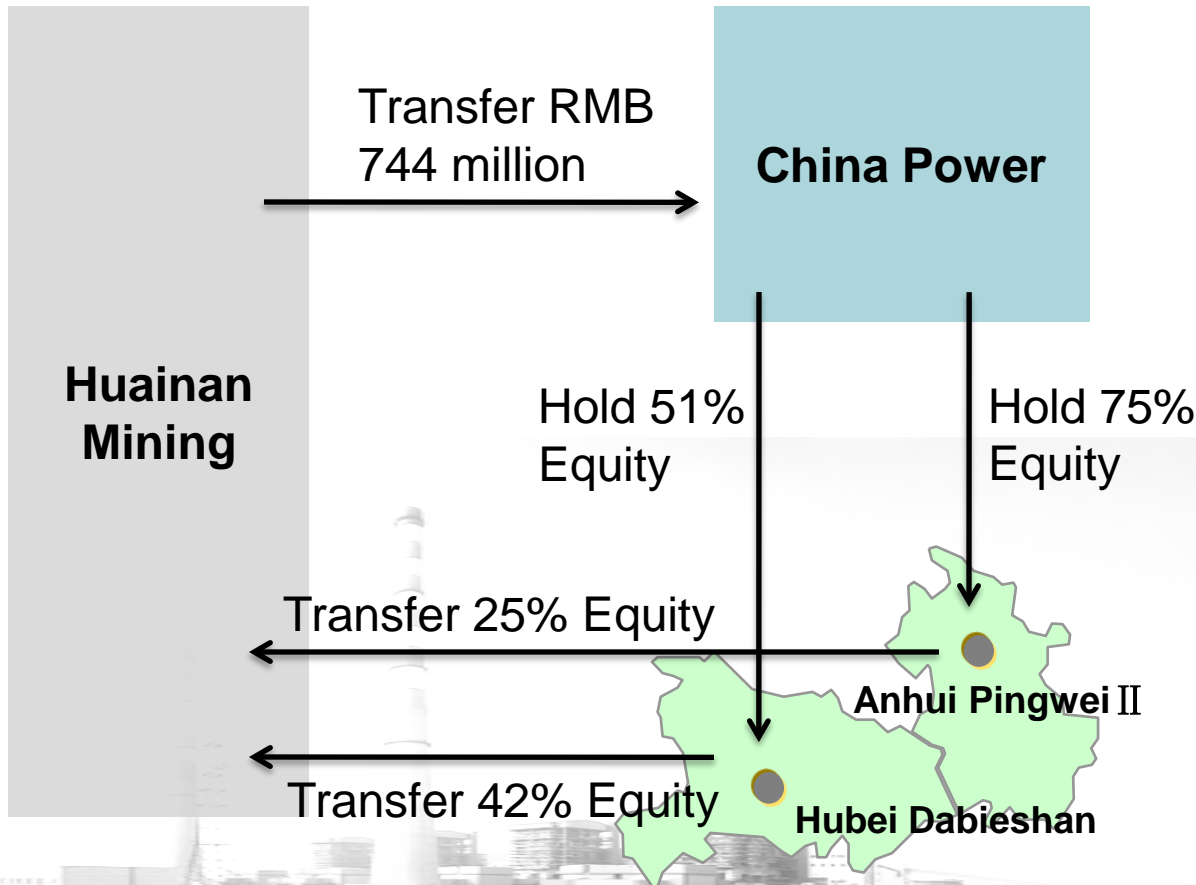 Transfer RMB
744 million
China Power
Huainan
Mining
Hold 51%
Equity
Hold 75%
Equity
Transfer 25% Equity
Anhui Pingwei Ⅱ
Transfer 42% Equity
Hubei Dabieshan